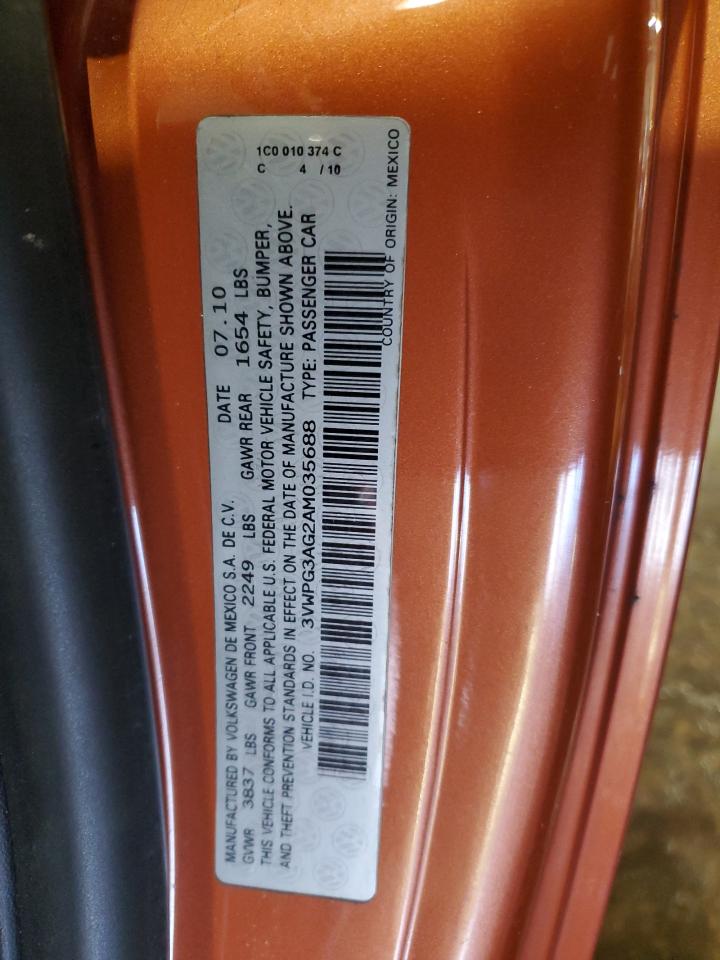 MANUFACTURED BY VOLKSWAGEN DE MEXICO S.A. DE C.V. DATE 07.10 1C0 010 374 C
GVWR 3837 LBS GAWR FRONT 2249 LBS GAWR REAR 1654 LBS C 4 /10
THIS VEHICLE CONFORMS TO ALL APPLICABLE U.S. FEDERAL MOTOR VEHICLE SAFETY, BUMPER,
AND THEFT PREVENTION STANDARDS IN EFFECT ON THE DATE OF MANUFACTURE SHOWN ABOVE.
VEHICLE I.D. NO. 3VWPG3AG2AM035688 TYPE: PASSENGER CAR
COUNTRY OF ORIGIN: MEXICO